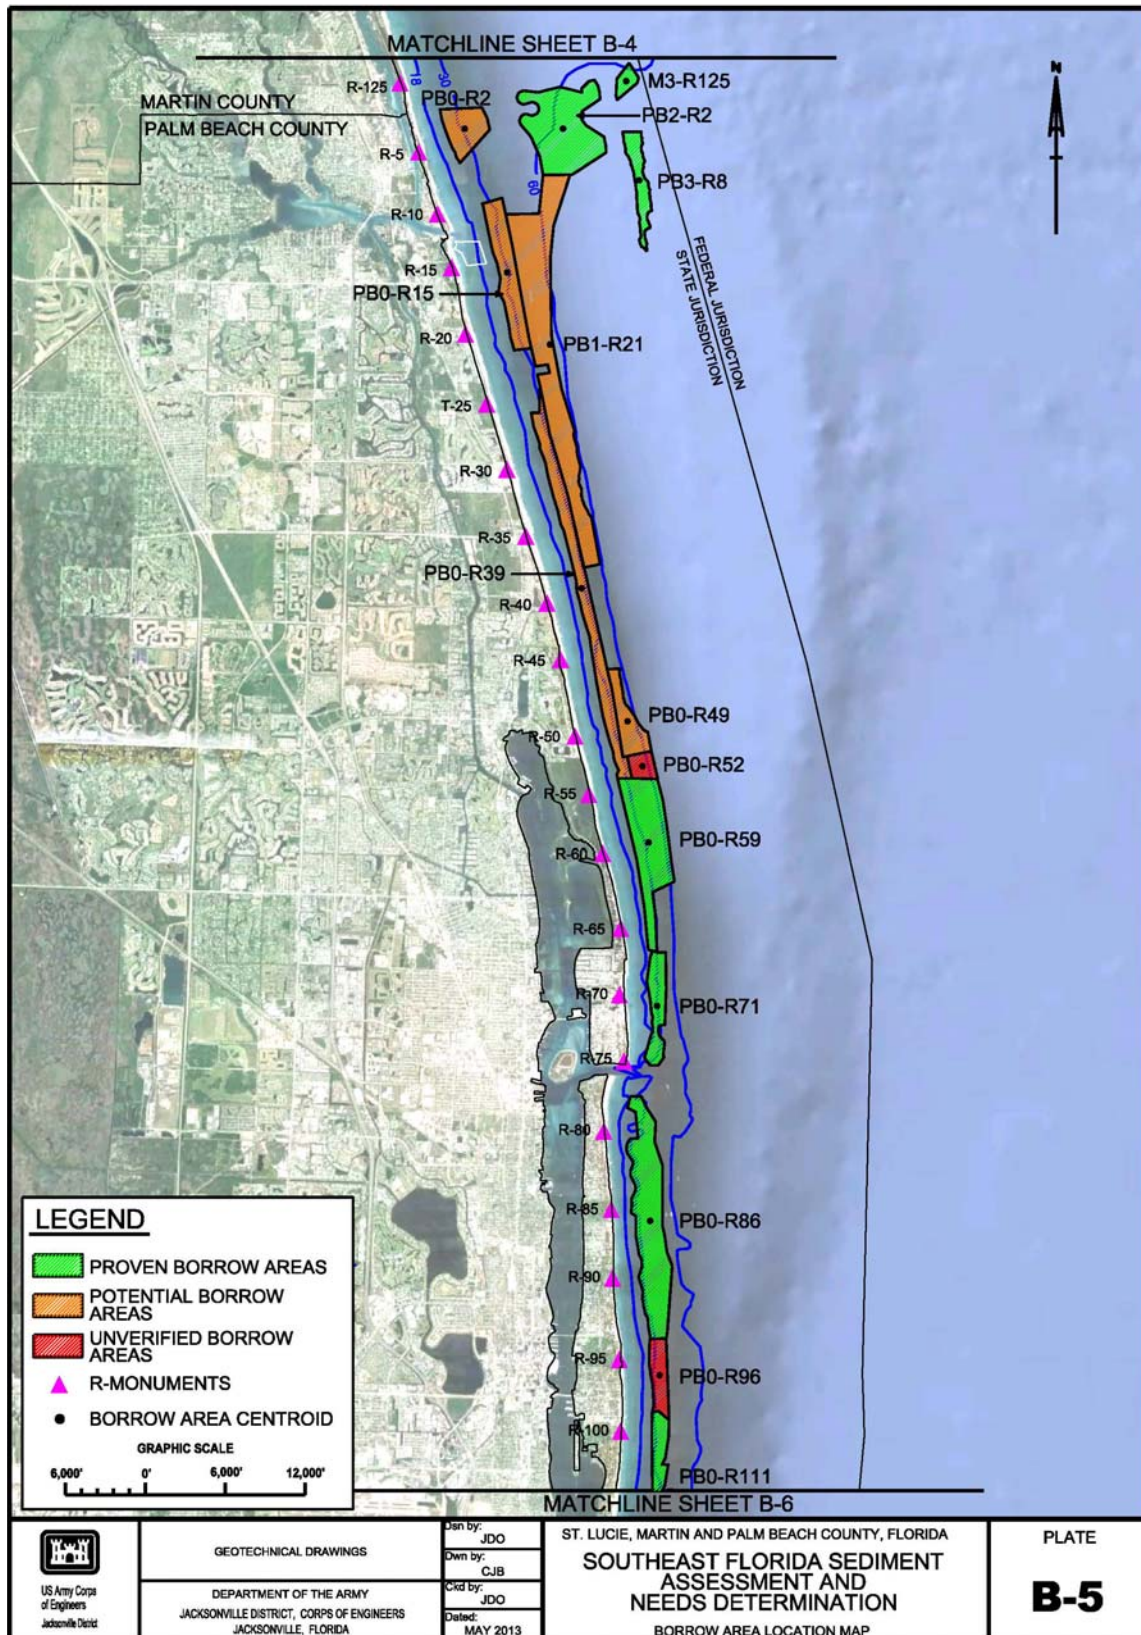 MATCHLINE SHEET B-4
18
30
R-125
M3-R125
MARTIN COUNTY
PB0-R2
PB2-R2
PALM BEACH COUNTY
R-5
60
PB3-R8
R-10
FEDERAL JURISDICTION
STATE JURISDICTION
R-15
PB0-R15
R-20
PB1-R21
T-25
R-30
R-35
PB0-R39
R-40
R-45
PB0-R49
R-50
PB0-R52
R-55
PB0-R59
R-60
R-65
R-70
PB0-R71
R-75
R-80
R-85
PB0-R86
R-90
R-95
PB0-R96
R-100
PB0-R111
MATCHLINE SHEET B-6
N
LEGEND
PROVEN BORROW AREAS
POTENTIAL BORROW
AREAS
UNVERIFIED BORROW
AREAS
R-MONUMENTS
BORROW AREA CENTROID
GRAPHIC SCALE
6,000' 0' 6,000' 12,000'
US Army Corps
of Engineers
Jacksonville District
GEOTECHNICAL DRAWINGS
DEPARTMENT OF THE ARMY
JACKSONVILLE DISTRICT, CORPS OF ENGINEERS
JACKSONVILLE, FLORIDA
Dsn by:
JDO
Dwn by:
CJB
Ckd by:
JDO
Dated:
MAY 2013
ST. LUCIE, MARTIN AND PALM BEACH COUNTY, FLORIDA
SOUTHEAST FLORIDA SEDIMENT
ASSESSMENT AND
NEEDS DETERMINATION
BORROW AREA LOCATION MAP
PLATE
B-5